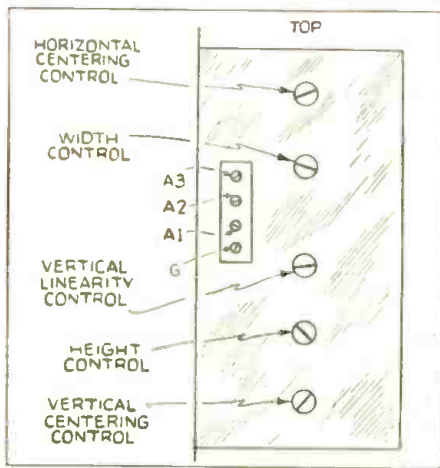 TOP
HORIZONTAL
CENTERING
CONTROL
WIDTH
CONTROL
A3
A2
A1
G
VERTICAL
LINEARITY
CONTROL
HEIGHT
CONTROL
VERTICAL
CENTERING
CONTROL